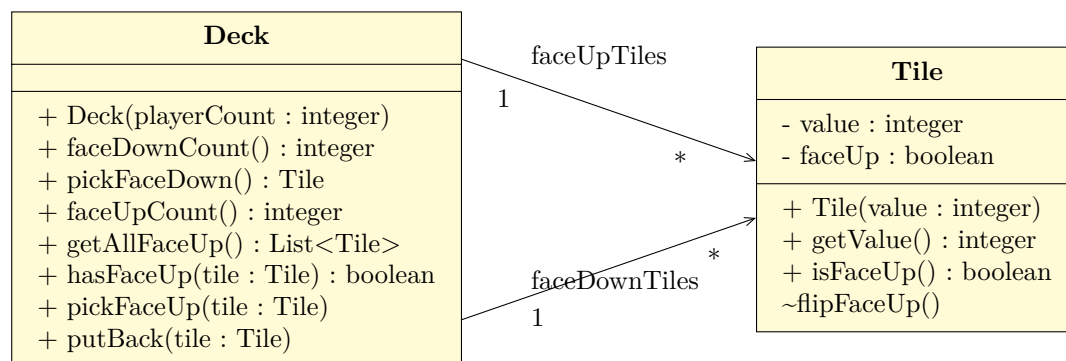 Deck
+ Deck(playerCount : integer)
+ faceDownCount() : integer
+ pickFaceDown() : Tile
+ faceUpCount() : integer
+ getAllFaceUp() : List<Tile>
+ hasFaceUp(tile : Tile) : boolean
+ pickFaceUp(tile : Tile)
+ putBack(tile : Tile)
faceUpTiles
1
*
faceDownTiles
1
*
Tile
- value : integer
- faceUp : boolean
+ Tile(value : integer)
+ getValue() : integer
+ isFaceUp() : boolean
~flipFaceUp()